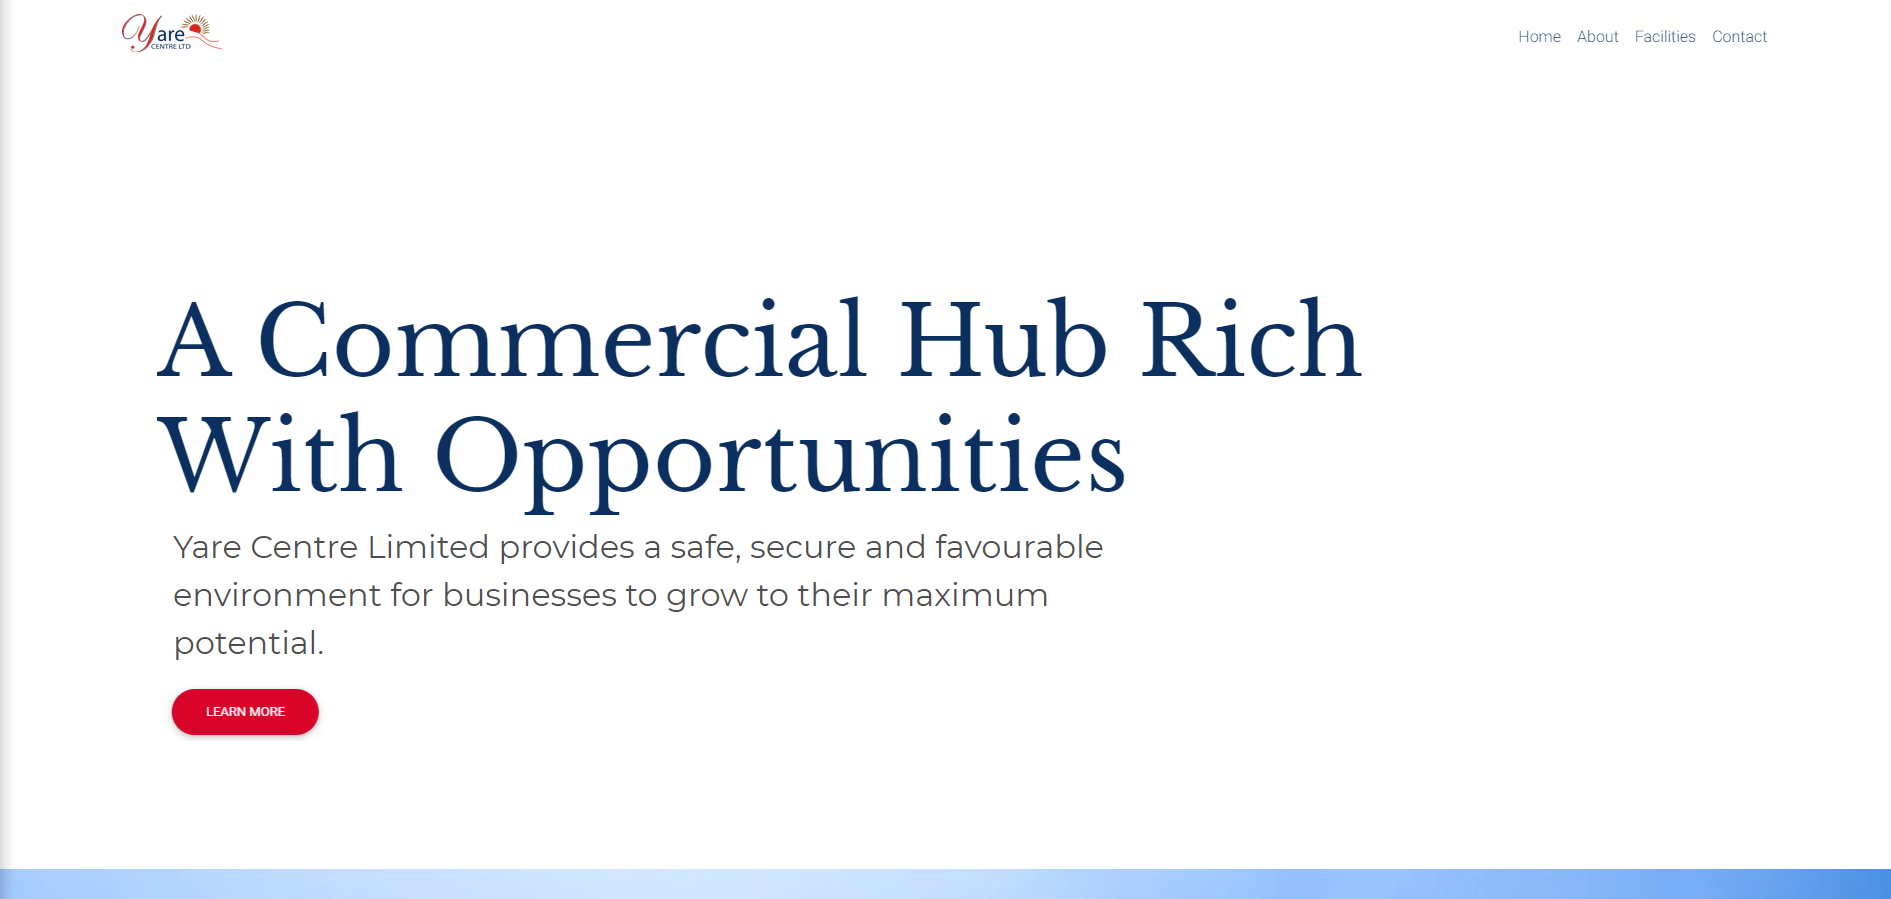 Yare
CENTRE LTD
Home About Facilities Contact
A Commercial Hub Rich
With Opportunities
Yare Centre Limited provides a safe, secure and favourable
environment for businesses to grow to their maximum
potential.
LEARN MORE